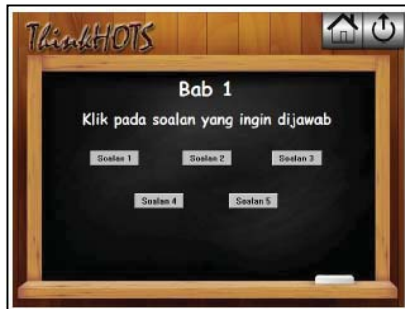 ThinkHOTS
Bab 1
Klik pada soalan yang ingin dijawab
Soalan 1 Soalan 2 Soalan 3
Soalan 4 Soalan 5